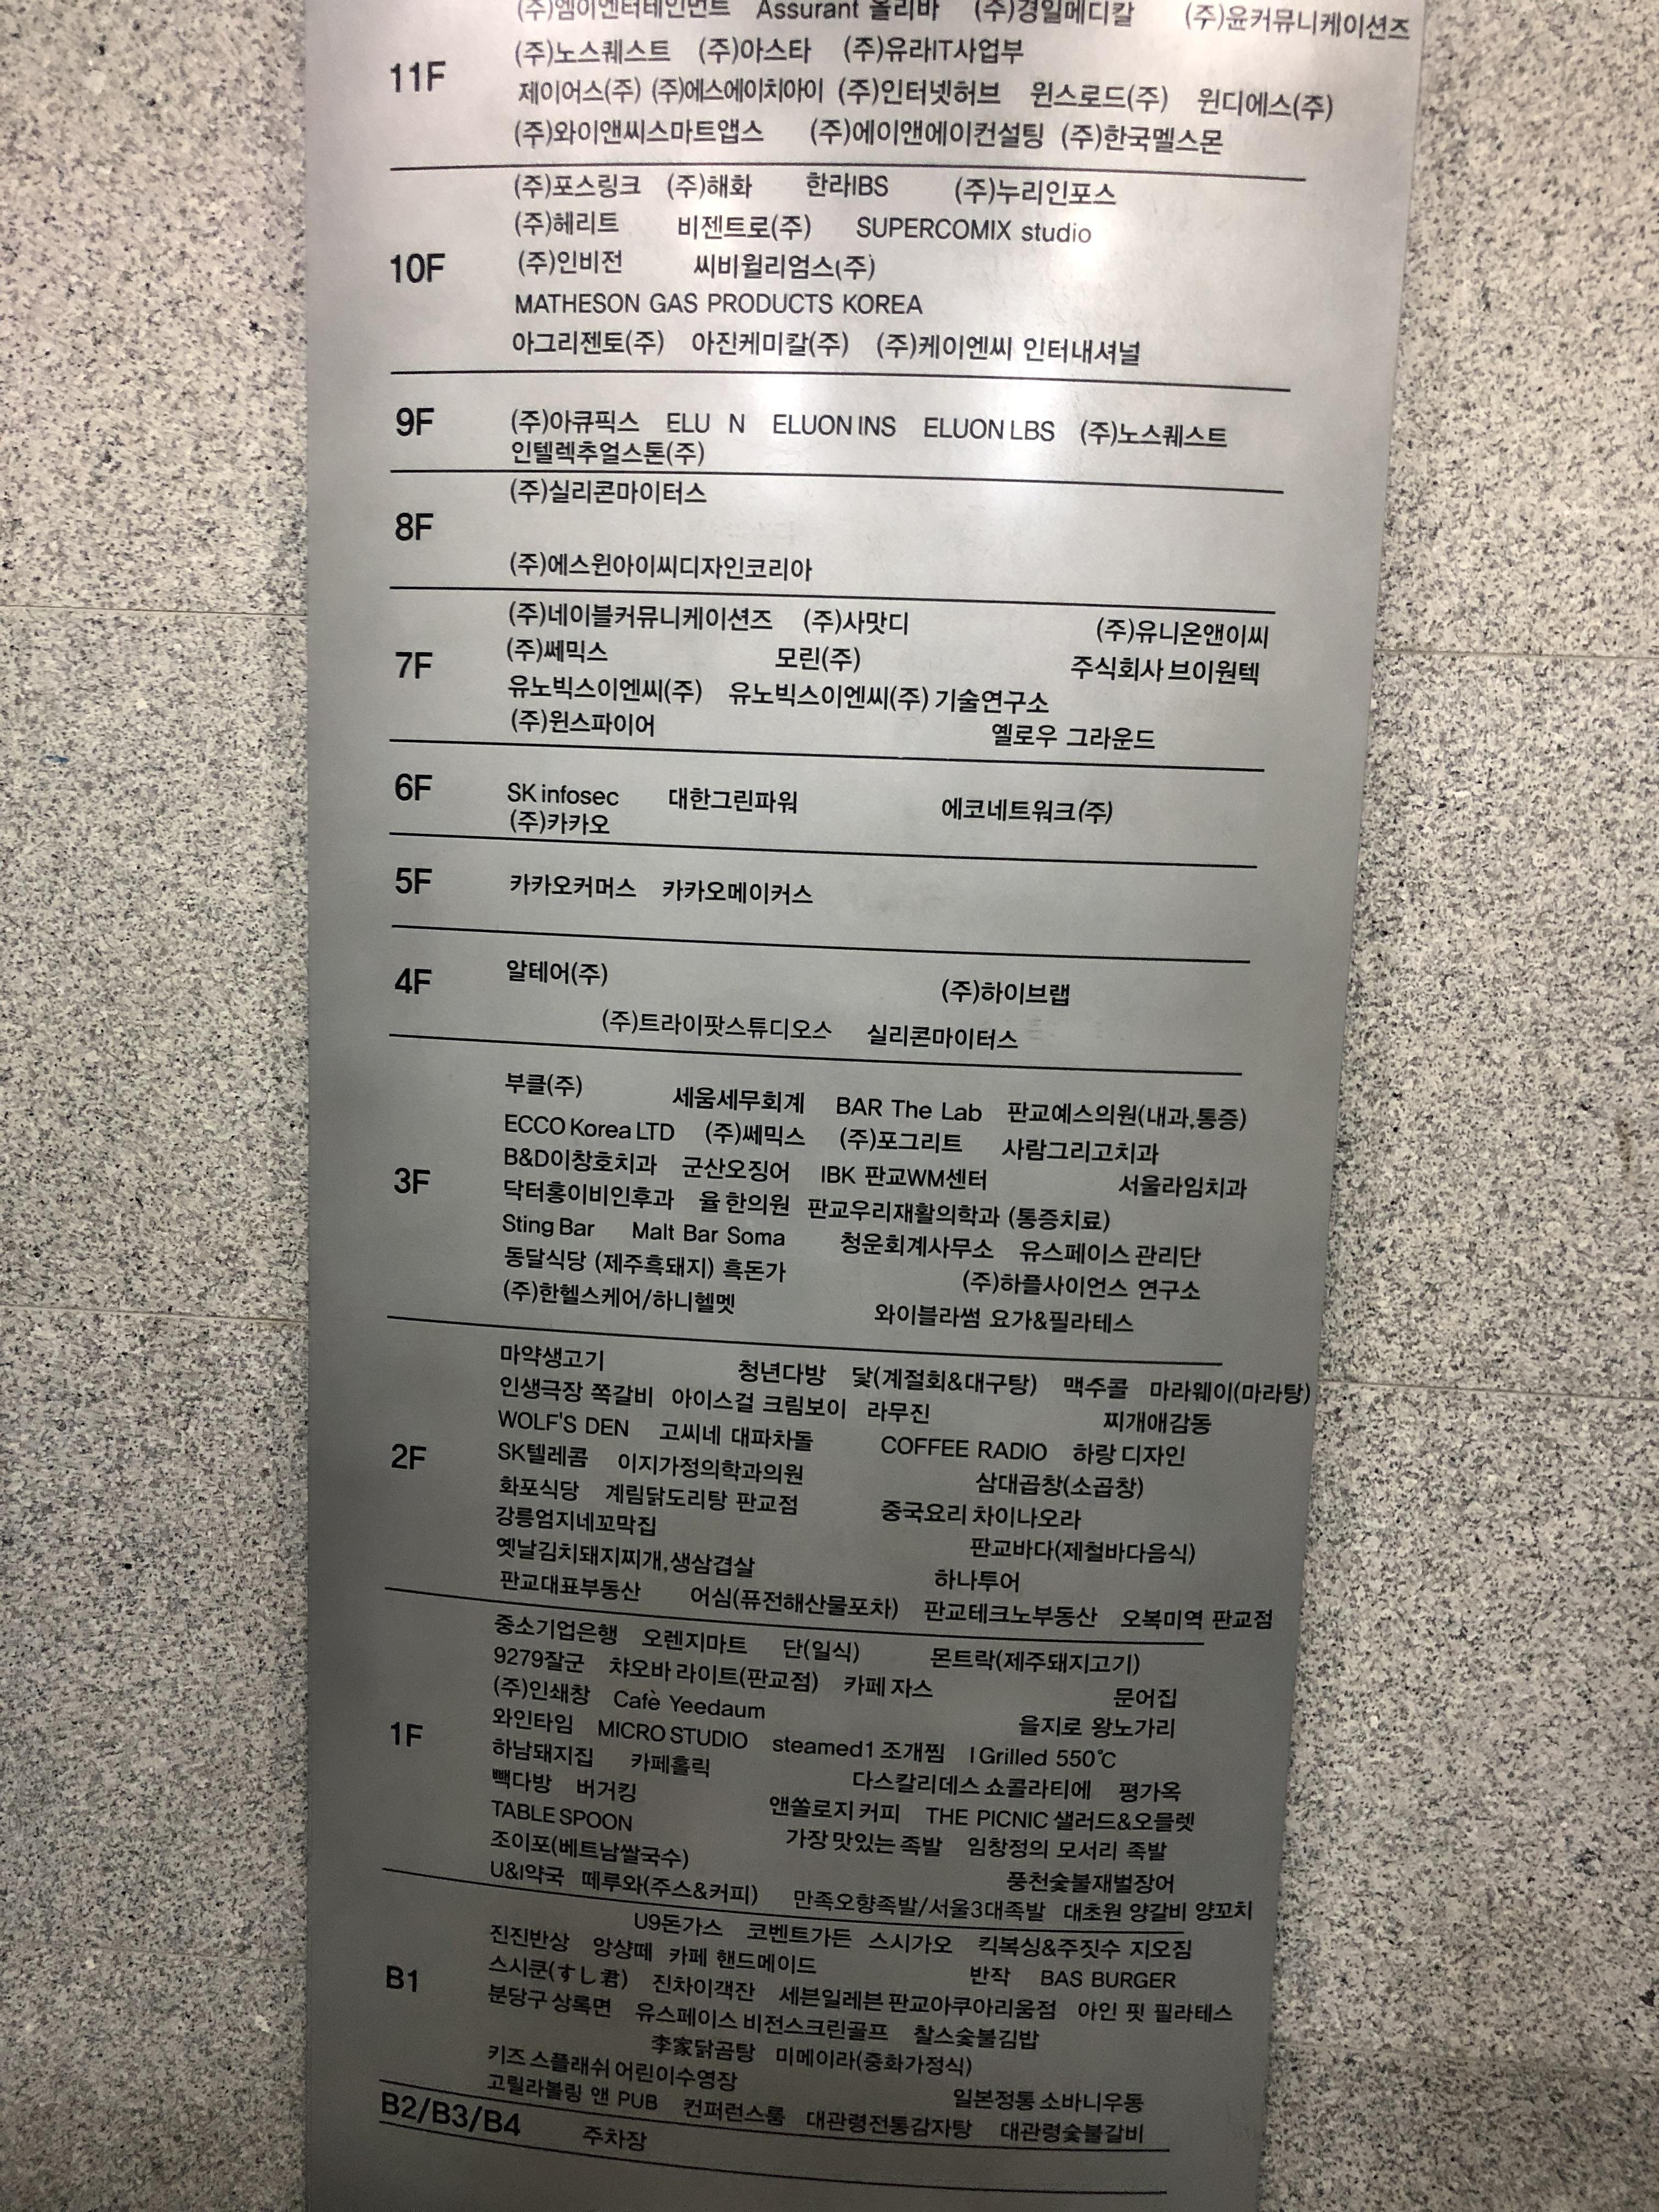 (주)엠이엔터테인먼트 Assurant 올리바 (주)경일메디칼 (주)윤커뮤니케이션즈
(주)노스퀘스트 (주)아스타 (주)유라IT사업부
11F
제이어스(주) (주)에스에이치아이 (주)인터넷허브 윈스로드(주) 윈디에스(주)
(주)와이앤씨스마트앱스 (주)에이앤에이컨설팅 (주)한국멜스몬
(주)포스링크 (주)해화 한라IBS (주)누리인포스
(주)헤리트 비젠트로(주) SUPERCOMIX studio
10F (주)인비전 씨비윌리엄스(주)
MATHESON GAS PRODUCTS KOREA
아그리젠토(주) 아진케미칼(주) (주)케이엔씨 인터내셔널
9F (주)아큐픽스 ELU N ELUON INS ELUON LBS (주)노스퀘스트
인텔렉추얼스톤(주)
(주)실리콘마이터스
8F
(주)에스윈아이씨디자인코리아
(주)네이블커뮤니케이션즈 (주)사맛디 (주)유니온앤이씨
7F (주)쎄믹스 모린(주) 주식회사 브이원텍
유노빅스이엔씨(주) 유노빅스이엔씨(주) 기술연구소
(주)윈스파이어 옐로우 그라운드
6F SK infosec 대한그린파워 에코네트워크(주)
(주)카카오
5F 카카오커머스 카카오메이커스
4F 알테어(주) (주)하이브랩
(주)트라이팟스튜디오스 실리콘마이터스
부클(주) 세움세무회계 BAR The Lab 판교예스의원(내과,통증)
ECCO Korea LTD (주)쎄믹스 (주)포그리트 사람그리고치과
B&D이창호치과 군산오징어 IBK 판교WM센터 서울라임치과
3F 닥터홍이비인후과 율한의원 판교우리재활의학과 (통증치료)
Sting Bar Malt Bar Soma 청운회계사무소 유스페이스 관리단
동달식당 (제주흑돼지) 흑돈가 (주)하플사이언스 연구소
(주)한헬스케어/하니헬멧 와이블라썸 요가&필라테스
마약생고기 청년다방 닻(계절회&대구탕) 맥주콜 마라웨이(마라탕)
인생극장 쪽갈비 아이스걸 크림보이 라무진 찌개애감동
WOLF'S DEN 고씨네 대파차돌 COFFEE RADIO 하랑 디자인
2F SK텔레콤 이지가정의학과의원 삼대곱창(소곱창)
화포식당 계림닭도리탕 판교점 중국요리 차이나오라
강릉엄지네꼬막집 판교바다(제철바다음식)
옛날김치돼지찌개,생삼겹살 하나투어
판교대표부동산 어심(퓨전해산물포차) 판교테크노부동산 오복미역 판교점
중소기업은행 오렌지마트 단(일식) 몬트락(제주돼지고기)
9279잘군 챠오바 라이트(판교점) 카페 자스 문어집
(주)인쇄창 Cafè Yeedaum 을지로 왕노가리
1F 와인타임 MICRO STUDIO steamed1 조개찜 I Grilled 550℃
하남돼지집 카페홀릭 다스칼리데스 쇼콜라티에 평가옥
빽다방 버거킹 앤쏠로지 커피 THE PICNIC 샐러드&오믈렛
TABLE SPOON 가장 맛있는 족발 임창정의 모서리 족발
조이포(베트남쌀국수) 풍천숯불재벌장어
U&I약국 떼루와(주스&커피) 만족오향족발/서울3대족발 대초원 양갈비 양꼬치
U9돈가스 코벤트가든 스시가오 킥복싱&주짓수 지오짐
진진반상 앙샹떼 카페 핸드메이드 반작 BAS BURGER
B1 스시쿤(すし君) 진차이객잔 세븐일레븐 판교아쿠아리움점 아인 핏 필라테스
분당구 상록면 유스페이스 비전스크린골프 찰스숯불김밥
李家닭곰탕 미메이라(중화가정식)
키즈 스플래쉬 어린이수영장 일본정통 소바니우동
고릴라볼링 앤 PUB 컨퍼런스룸 대관령전통감자탕 대관령숯불갈비
B2/B3/B4 주차장